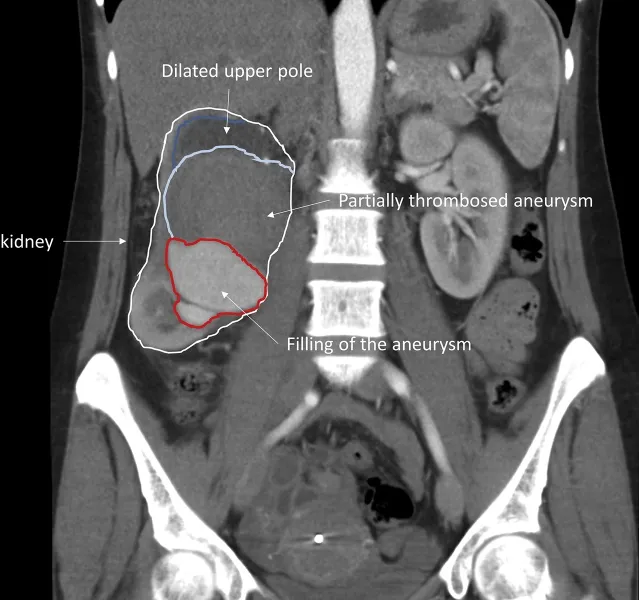 Dilated upper pole
Partially thrombosed aneurysm
kidney
Filling of the aneurysm